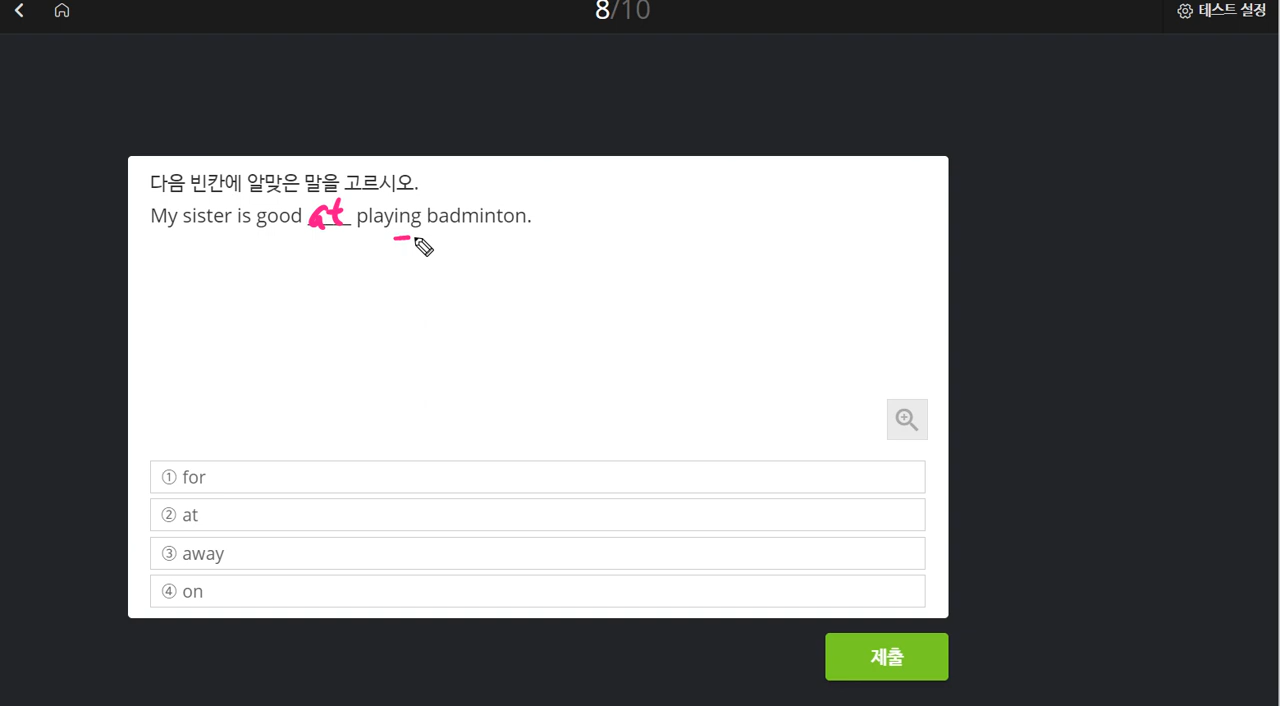 8/10
테스트 설정
다음 빈칸에 알맞은 말을 고르시오.
My sister is good at playing badminton.
① for
② at
③ away
④ on
제출